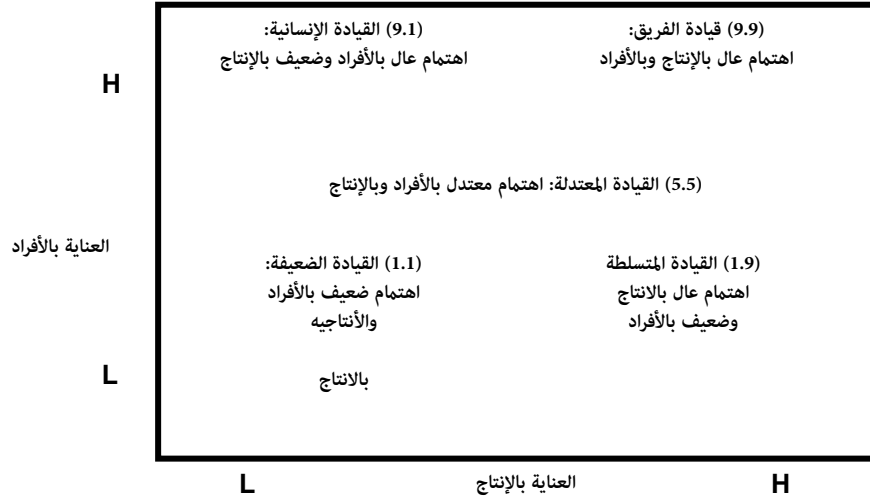 (9.9) قيادة الفريق:
اهتمام عال بالإنتاج وبالأفراد
(9.1) القيادة الإنسانية:
اهتمام عال بالأفراد وضعيف بالإنتاج
H
(5.5) القيادة المعتدلة: اهتمام معتدل بالأفراد وبالإنتاج
العناية بالأفراد
(1.9) القيادة المتسلطة
اهتمام عال بالانتاج
وضعيف بالأفراد
(1.1) القيادة الضعيفة:
اهتمام ضعيف بالأفراد
والأنتاجيه
بالانتاج
L
H
العناية بالإنتاج
L